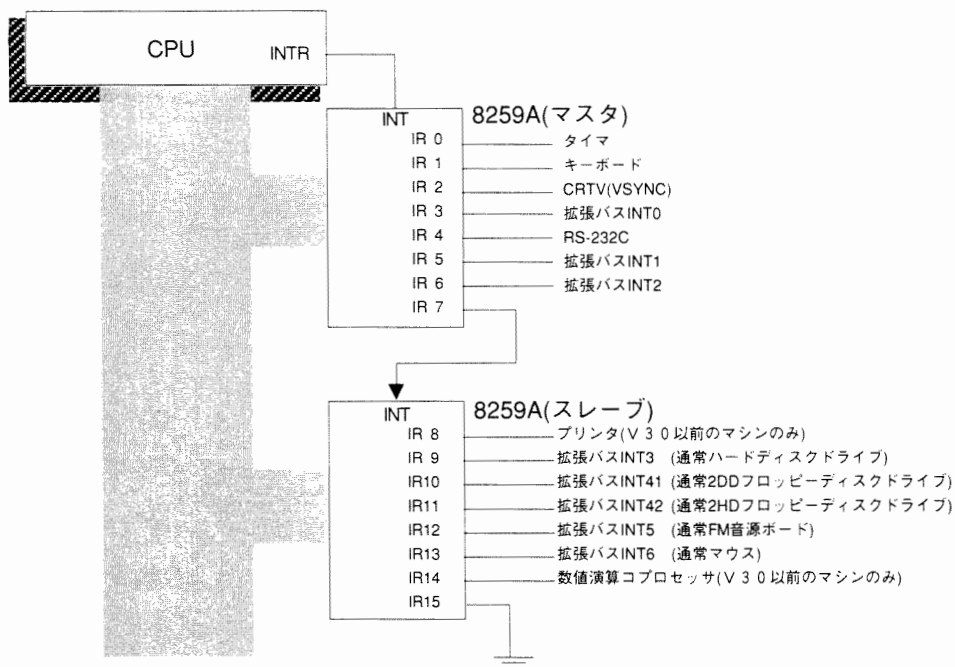 CPU INTR
8259A(マスタ)
INT
IR 0 タイマ
IR 1 キーボード
IR 2 CRTV(VSYNC)
IR 3 拡張バスINT0
IR 4 RS-232C
IR 5 拡張バスINT1
IR 6 拡張バスINT2
IR 7
8259A(スレーブ)
INT
IR 8 プリンタ(V30以前のマシンのみ)
IR 9 拡張バスINT3 (通常ハードディスクドライブ)
IR10 拡張バスINT41 (通常2DDフロッピーディスクドライブ)
IR11 拡張バスINT42 (通常2HDフロッピーディスクドライブ)
IR12 拡張バスINT5 (通常FM音源ボード)
IR13 拡張バスINT6 (通常マウス)
IR14 数値演算コプロセッサ(V30以前のマシンのみ)
IR15